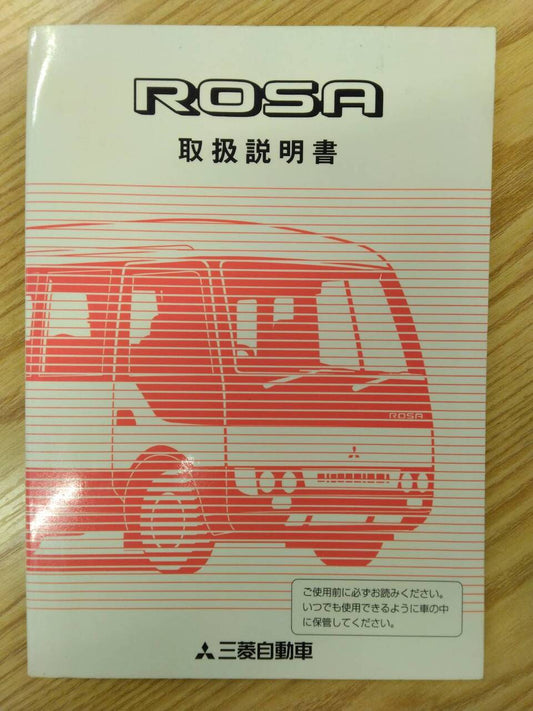 ROSA
取扱説明書
ROSA
ご使用前に必ずお読みください。
いつでも使用できるように車の中
に保管してください。
三菱自動車